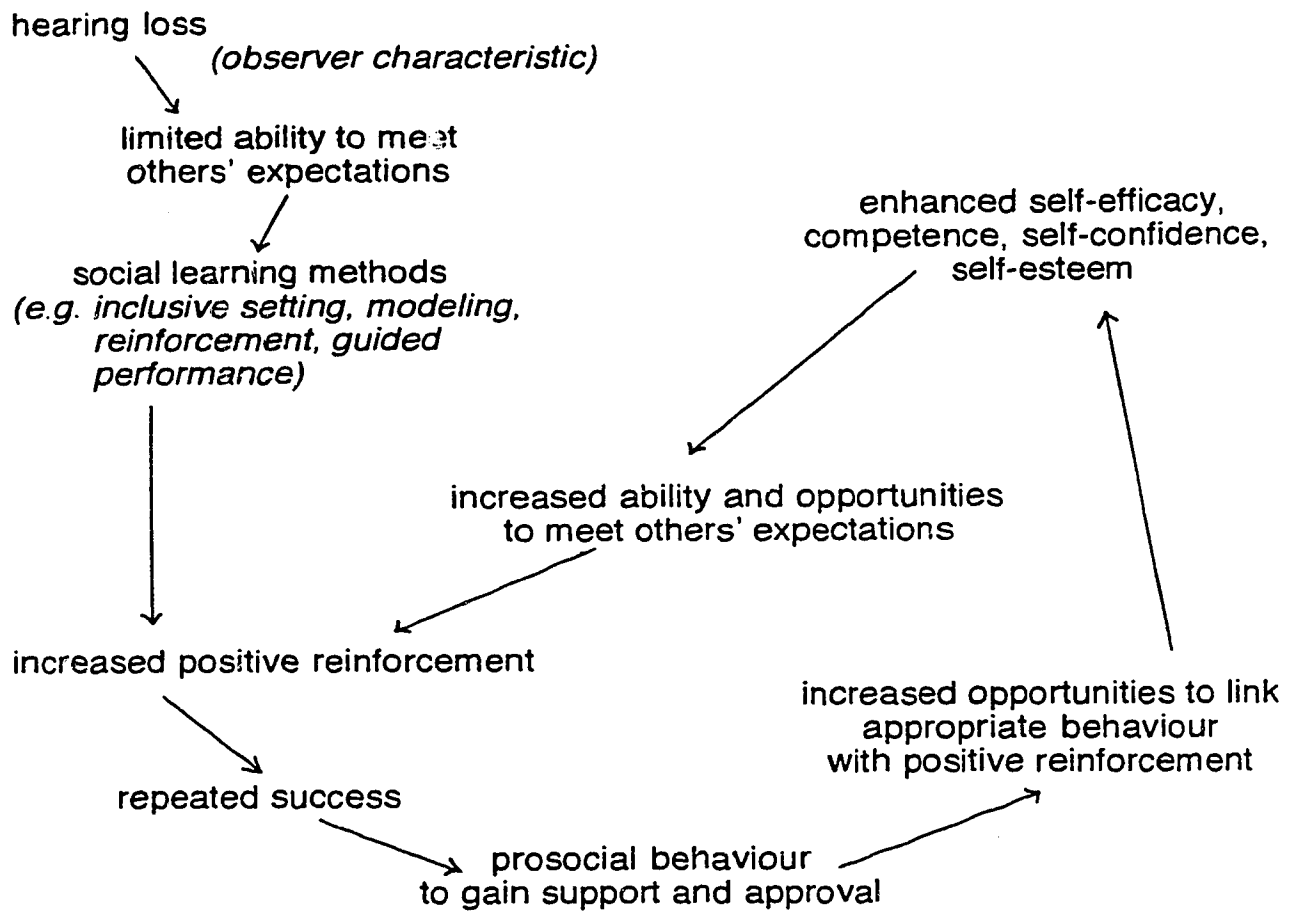 hearing loss
(observer characteristic)
limited ability to meet
others' expectations
social learning methods
(e.g. inclusive setting, modeling,
reinforcement, guided
performance)
enhanced self-efficacy,
competence, self-confidence,
self-esteem
increased ability and opportunities
to meet others' expectations
increased positive reinforcement
repeated success
prosocial behaviour
to gain support and approval
increased opportunities to link
appropriate behaviour
with positive reinforcement